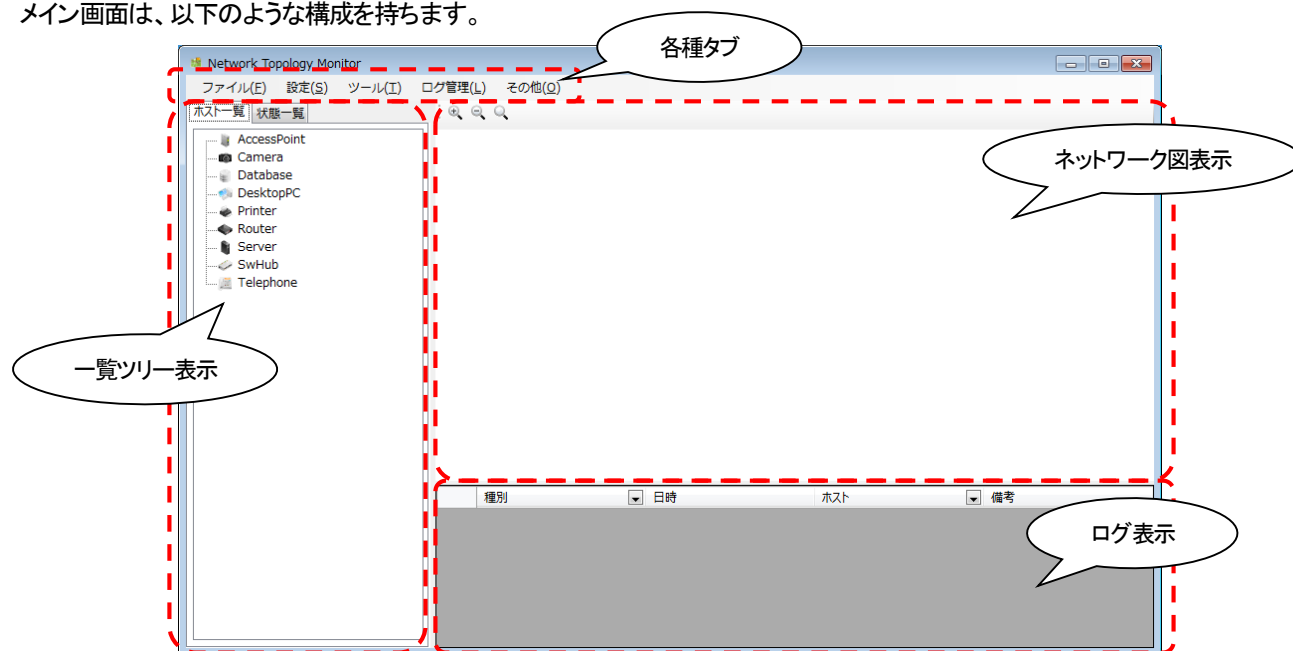 メイン画面は、以下のような構成を持ちます。
各種タブ
Network Topology Monitor
ファイル(F) 設定(S) ツール(T) ログ管理(L) その他(O)
ホスト一覧 状態一覧
ネットワーク図表示
AccessPoint
Camera
Database
DesktopPC
Printer
Router
Server
SwHub
Telephone
一覧ツリー表示
種別 日時 ホスト 備考
ログ表示